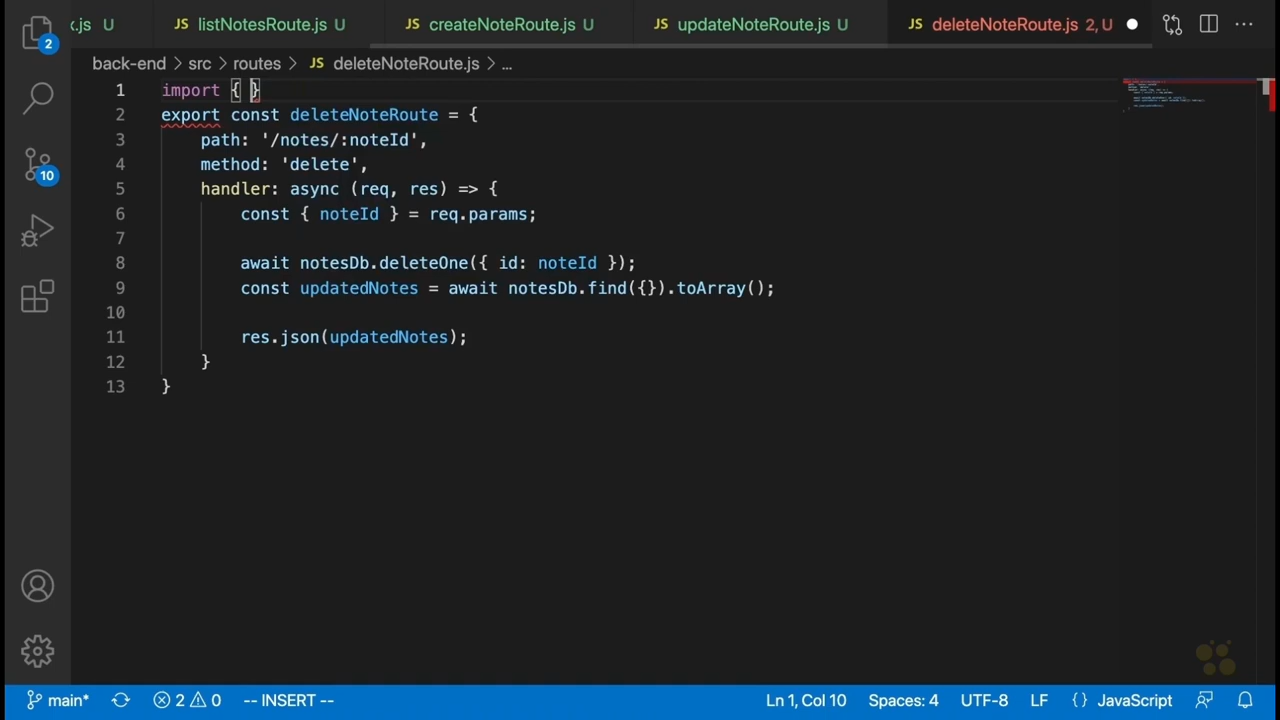 .js U JS listNotesRoute.js U JS createNoteRoute.js U JS updateNoteRoute.js U JS deleteNoteRoute.js 2, U
2
back-end > src > routes > JS deleteNoteRoute.js > ...
1 import { }
2 export const deleteNoteRoute = {
3 path: '/notes/:noteId',
4 method: 'delete',
5 handler: async (req, res) => {
6 const { noteId } = req.params;
7
8 await notesDb.deleteOne({ id: noteId });
9 const updatedNotes = await notesDb.find({}).toArray();
10
11 res.json(updatedNotes);
12 }
13 }
10
main* 2 0 -- INSERT -- Ln 1, Col 10 Spaces: 4 UTF-8 LF {} JavaScript